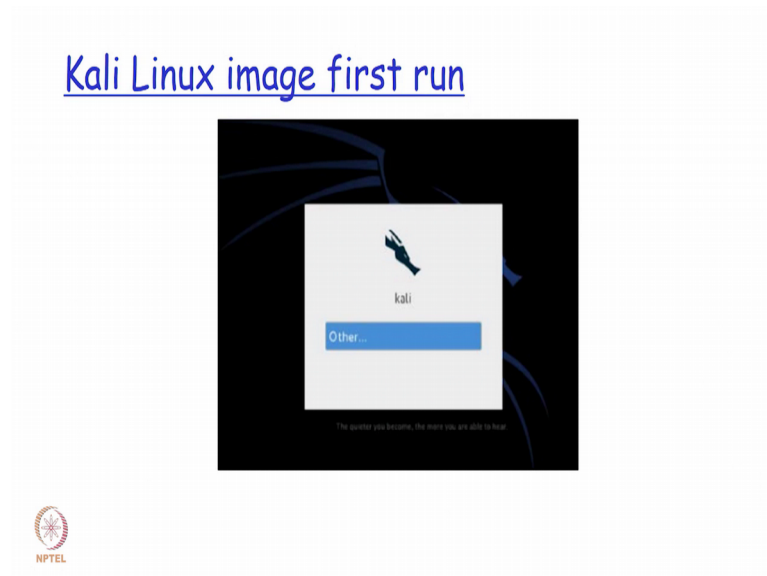 Kali Linux image first run
kali
Other...
The quieter you become, the more you are able to hear.
NPTEL